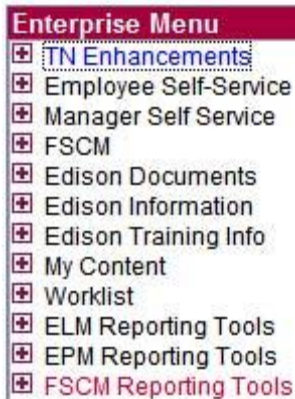 Enterprise Menu
TN Enhancements
Employee Self-Service
Manager Self Service
FSCM
Edison Documents
Edison Information
Edison Training Info
My Content
Worklist
ELM Reporting Tools
EPM Reporting Tools
FSCM Reporting Tools